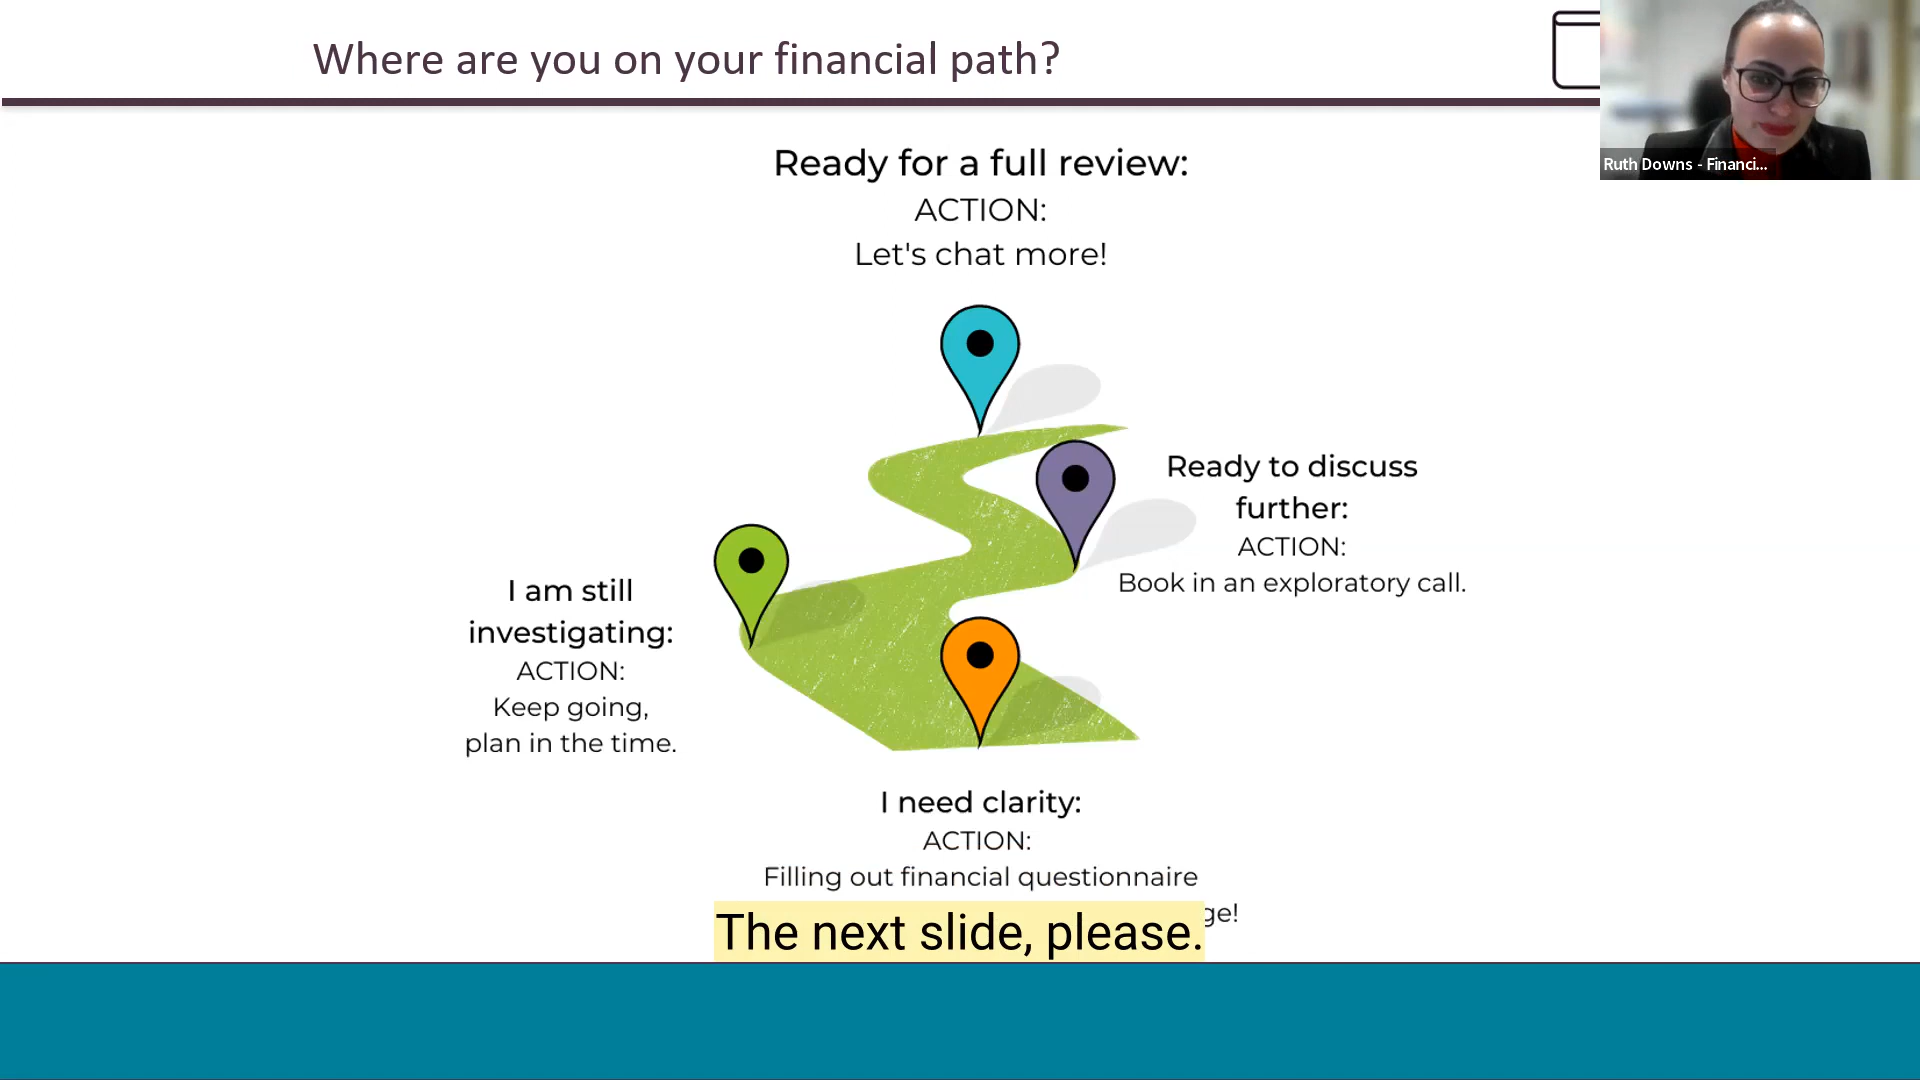 Where are you on your financial path?
Ruth Downs - Financi...
Ready for a full review:
ACTION:
Let's chat more!
Ready to discuss
further:
ACTION:
Book in an exploratory call.
I am still
investigating:
ACTION:
Keep going,
plan in the time.
I need clarity:
ACTION:
Filling out financial questionnaire
ge!
The next slide, please.